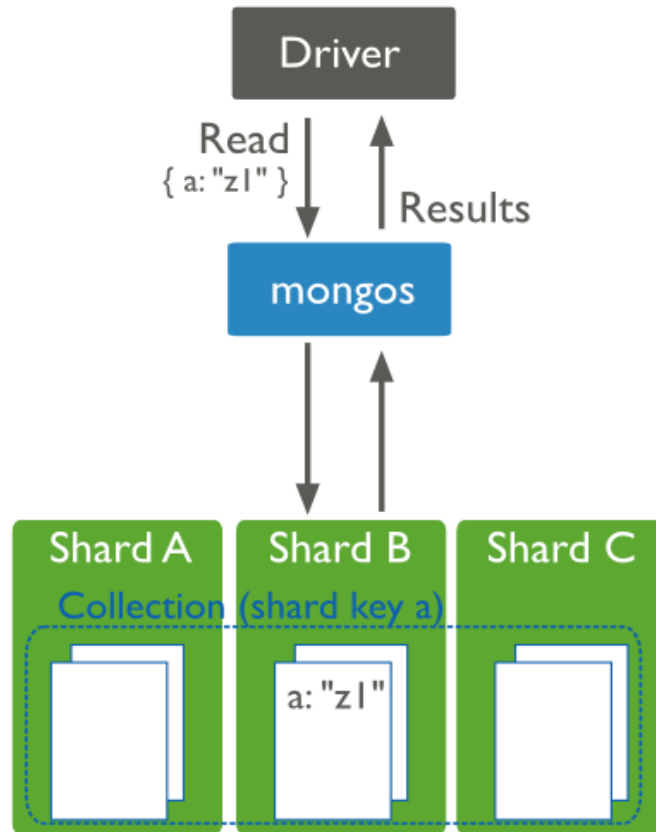 Driver
Read
{ a: "z1" }
Results
mongos
Shard A
Shard B
Shard C
Collection (shard key a)
a: "z1"